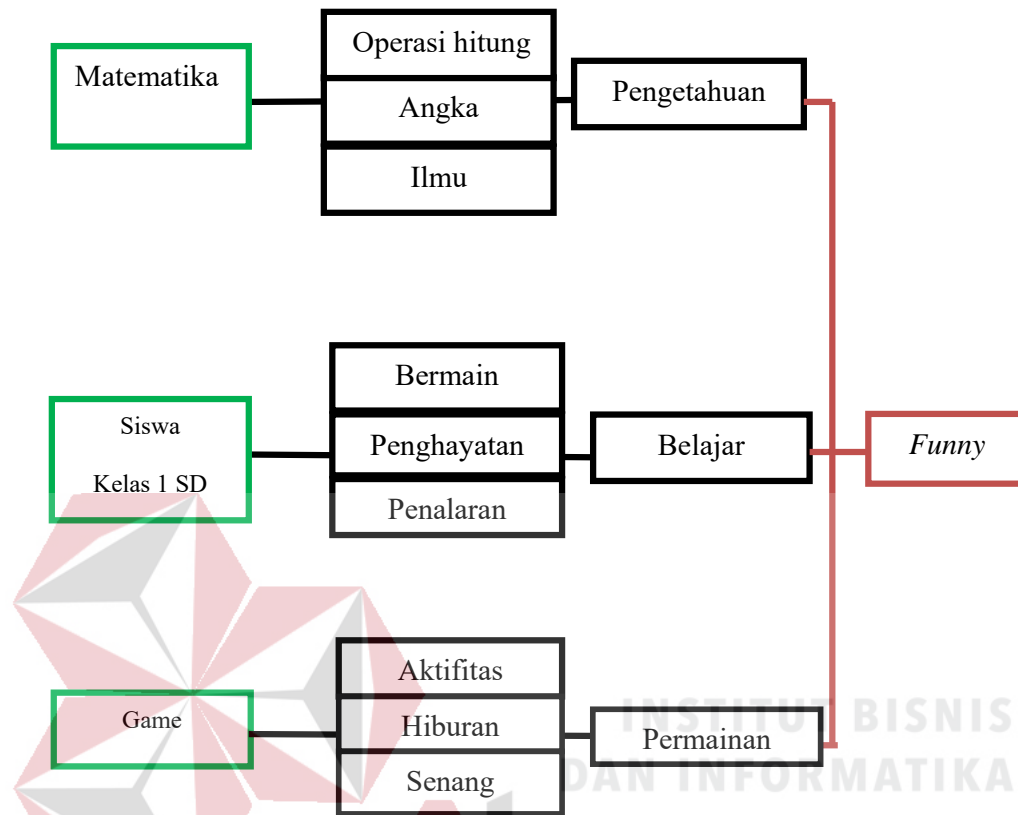 Matematika
Operasi hitung
Angka
Ilmu
Pengetahuan
Siswa
Kelas 1 SD
Bermain
Penghayatan
Penalaran
Belajar
Funny
Game
Aktifitas
Hiburan
Senang
Permainan
INSTITUT BISNIS
DAN INFORMATIKA